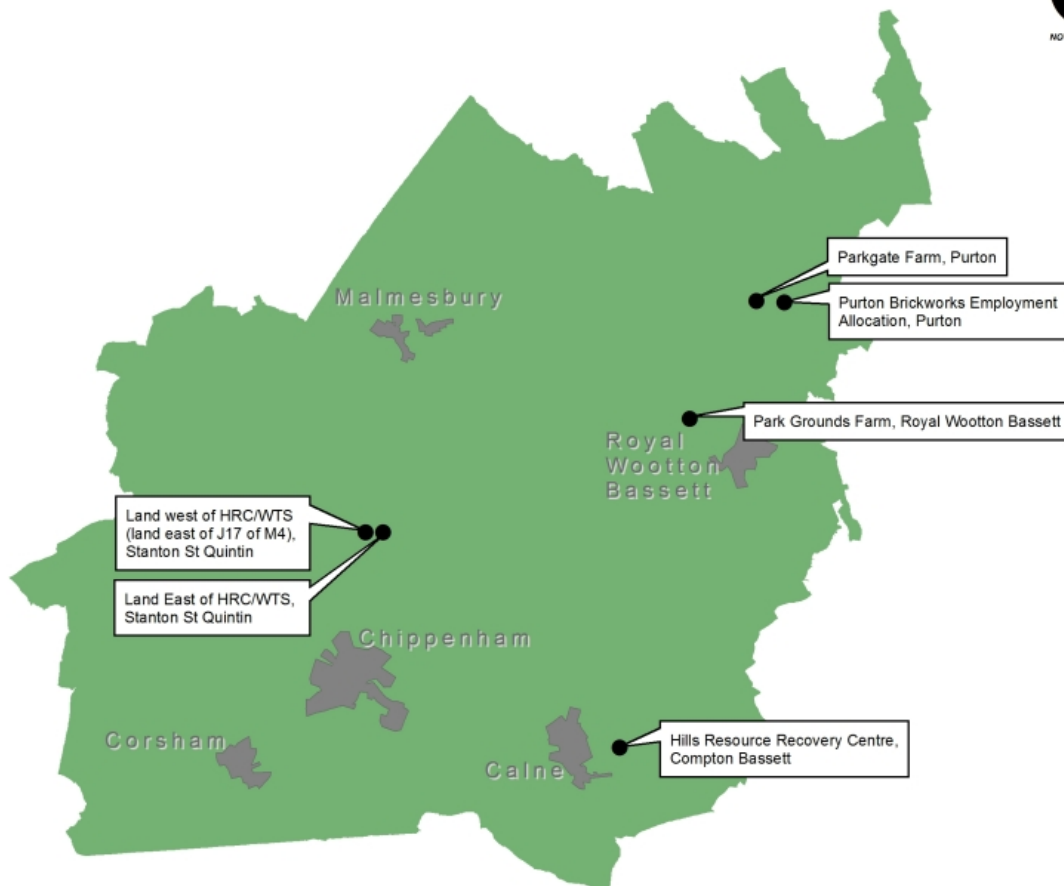 Parkgate Farm, Purton
Malmesbury
Purton Brickworks Employment
Allocation, Purton
Park Grounds Farm, Royal Wootton Bassett
Royal
Wootton
Bassett
Land west of HRC/WTS
(land east of J17 of M4),
Stanton St Quintin
Land East of HRC/WTS,
Stanton St Quintin
Chippenham
Corsham
Hills Resource Recovery Centre,
Compton Bassett
Calne